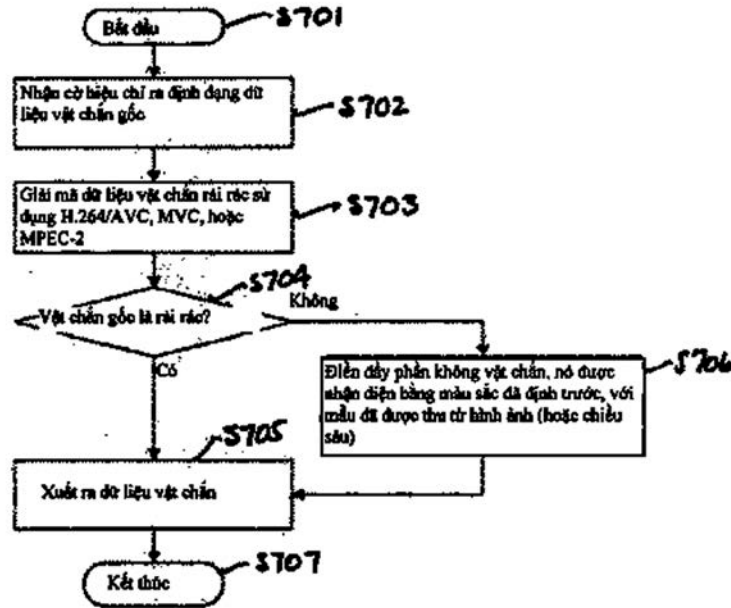 Bắt đầu
S701
Nhận cờ hiệu chỉ ra định dạng dữ
liệu vật chắn gốc
S702
Giải mã dữ liệu vật chắn rải rác sử
dụng H.264/AVC, MVC, hoặc
MPEC-2
S703
S704
Vật chắn gốc là rải rác?
Không
Có
Điền đầy phần không vật chắn, nó được
nhận diện bằng màu sắc đã định trước, với
mẫu đã được thu từ hình ảnh (hoặc chiều
sâu)
S706
S705
Xuất ra dữ liệu vật chắn
Kết thúc
S707